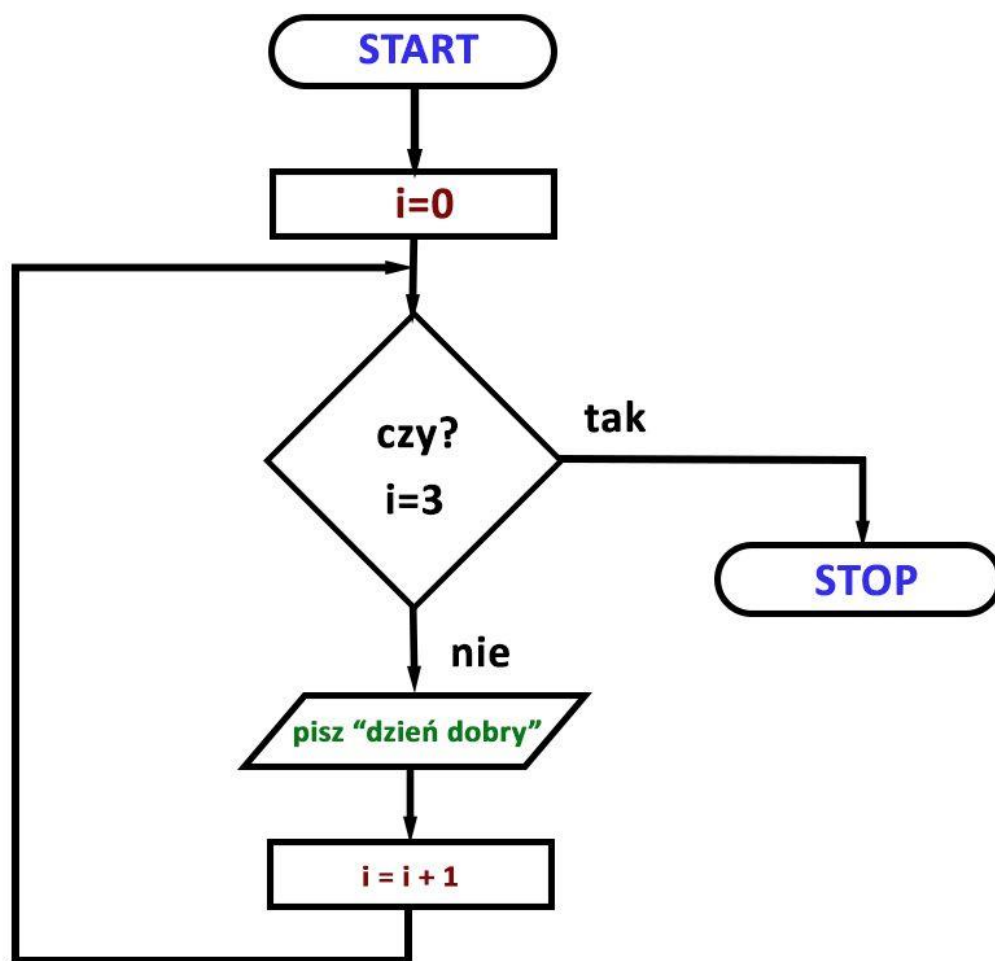 START
i=0
czy?
i=3
tak
STOP
nie
pisz “dzień dobry”
i = i + 1